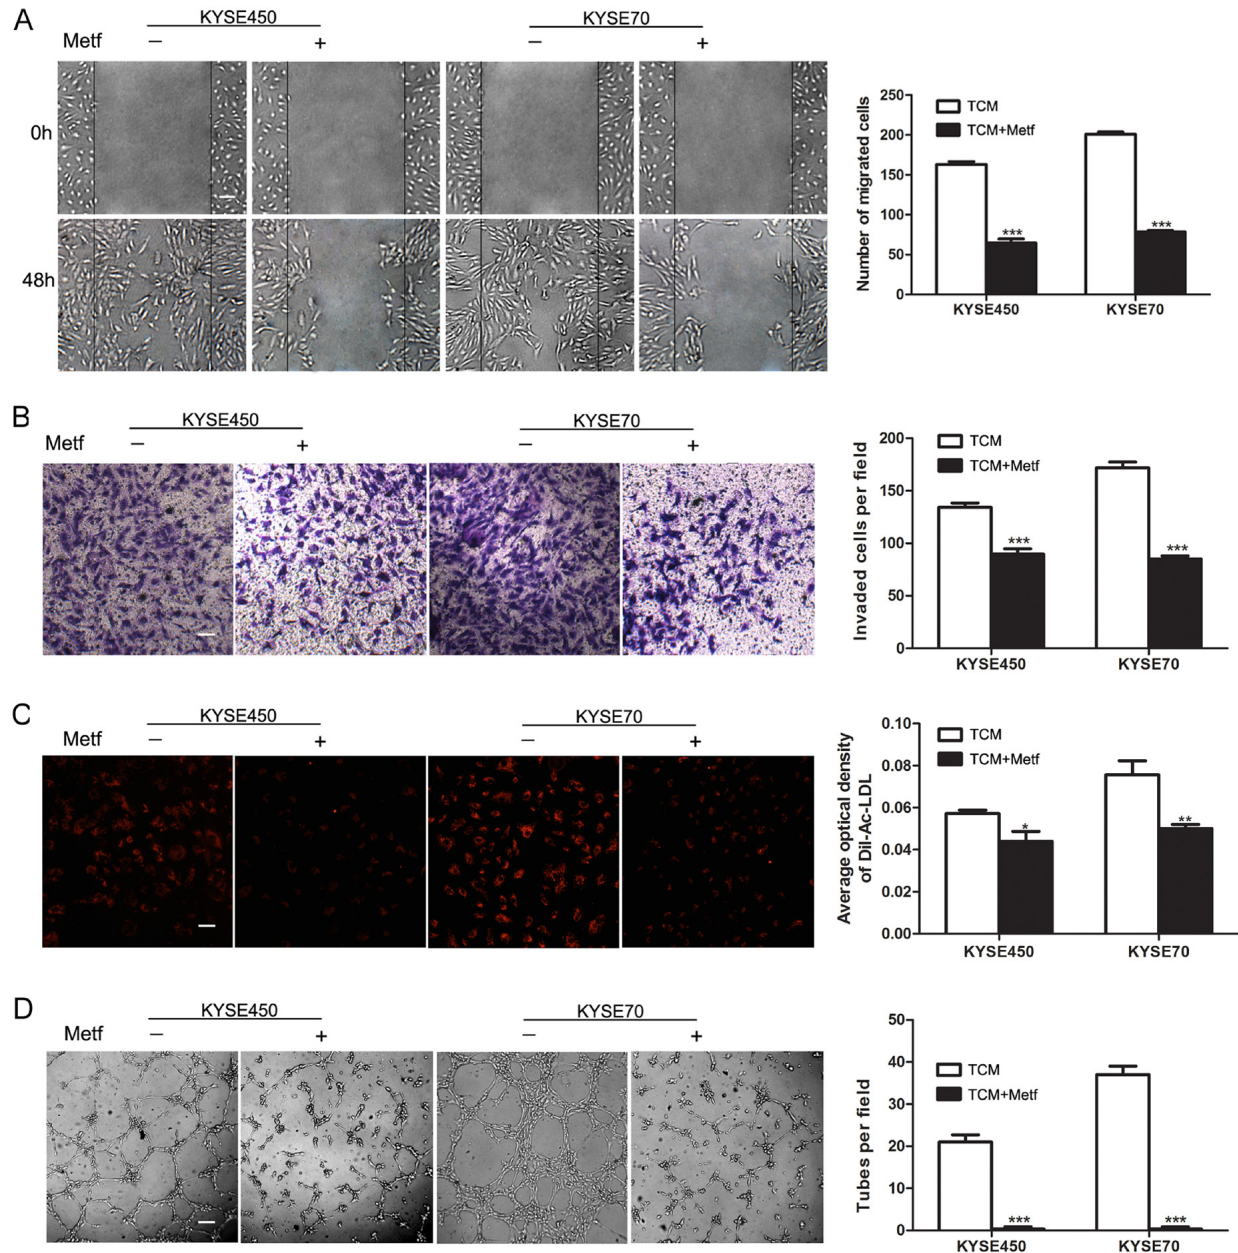 A
KYSE450
KYSE70
Metf
−
+
−
+
0h
48h
Number of migrated cells
250
200
150
100
50
0
TCM
TCM+Metf
***
***
KYSE450
KYSE70
B
KYSE450
KYSE70
Metf
−
+
−
+
Invaded cells per field
200
150
100
50
0
TCM
TCM+Metf
***
***
KYSE450
KYSE70
C
KYSE450
KYSE70
Metf
−
+
−
+
Average optical density
of Dil-Ac-LDL
0.10
0.08
0.06
0.04
0.02
0.00
TCM
TCM+Metf
*
**
KYSE450
KYSE70
D
KYSE450
KYSE70
Metf
−
+
−
+
Tubes per field
50
40
30
20
10
0
TCM
TCM+Metf
***
***
KYSE450
KYSE70